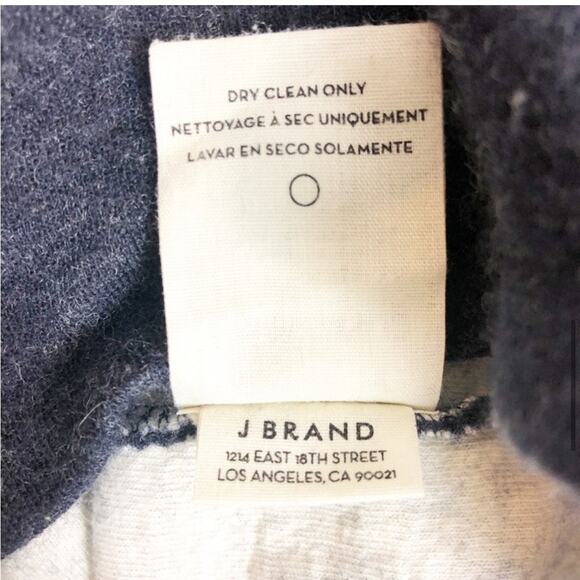 DRY CLEAN ONLY
NETTOYAGE À SEC UNIQUEMENT
LAVAR EN SECO SOLAMENTE
J BRAND
1214 EAST 18TH STREET
LOS ANGELES, CA 90021